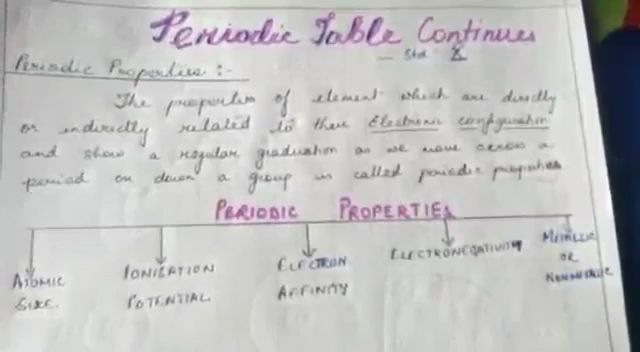 Periodic Table Continues
- Std - X
Periodic Properties :-
The properties of element which are directly
or indirectly related to their Electronic configuration
and show a regular graduation as we move across a
period or down a group is called periodic properties
PERIODIC PROPERTIES
ATOMIC SIZE.
IONIZATION POTENTIAL
ELECTRON AFFINITY
ELECTRONEGATIVITY
METALLIC OR NONMETALLIC